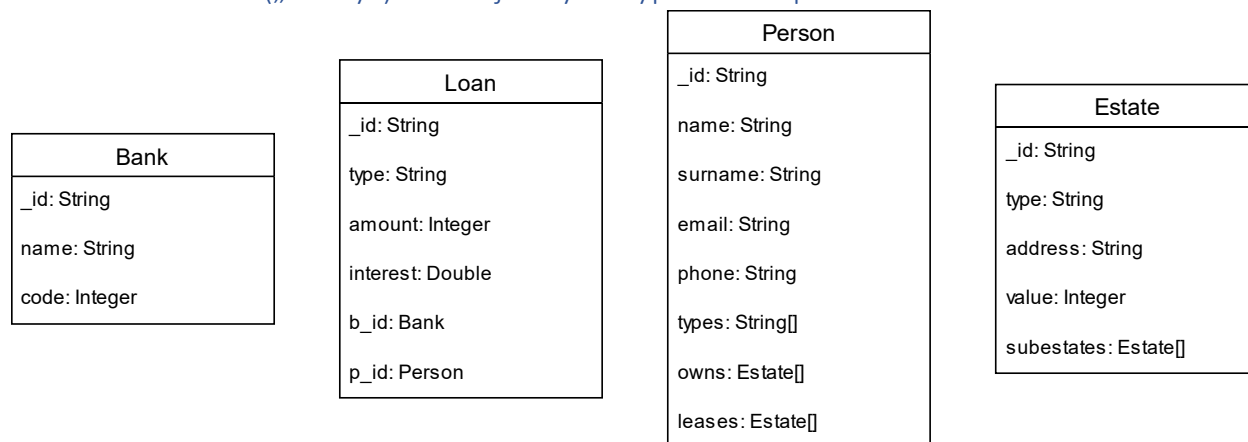 Bank
_id: String
name: String
code: Integer
Loan
_id: String
type: String
amount: Integer
interest: Double
b_id: Bank
p_id: Person
Person
_id: String
name: String
surname: String
email: String
phone: String
types: String[]
owns: Estate[]
leases: Estate[]
Estate
_id: String
type: String
address: String
value: Integer
subestates: Estate[]